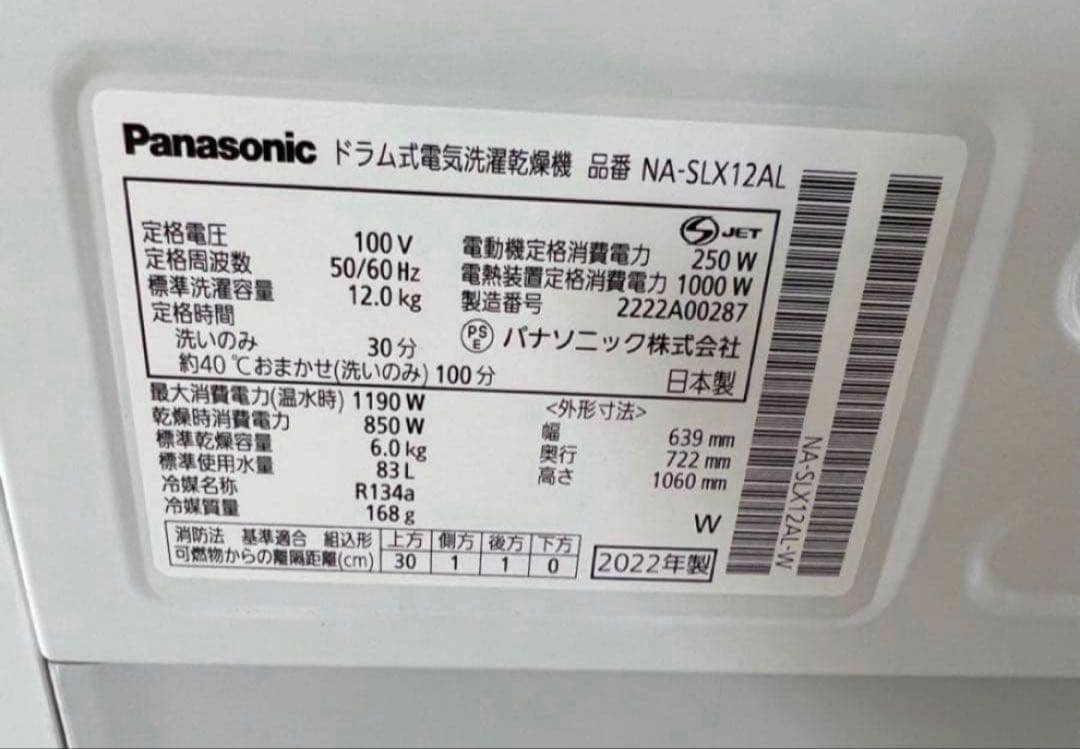 Panasonic ドラム式電気洗濯乾燥機 品番 NA-SLX12AL
S JET
定格電圧 100 V
定格周波数 50/60 Hz
標準洗濯容量 12.0 kg
定格時間
洗いのみ 30 分
約40 ℃おまかせ(洗いのみ) 100 分
電動機定格消費電力 250 W
電熱装置定格消費電力 1000 W
製造番号 2222A00287
PS E パナソニック株式会社
日本製
最大消費電力(温水時) 1190 W
乾燥時消費電力 850 W
標準乾燥容量 6.0 kg
標準使用水量 83 L
冷媒名称 R134a
冷媒質量 168 g
<外形寸法>
幅 639 mm
奥行 722 mm
高さ 1060 mm
W
消防法 基準適合 組込形 上方 側方 後方 下方
可燃物からの離隔距離(cm) 30 1 1 0
2022年製
NA-SLX12AL-W